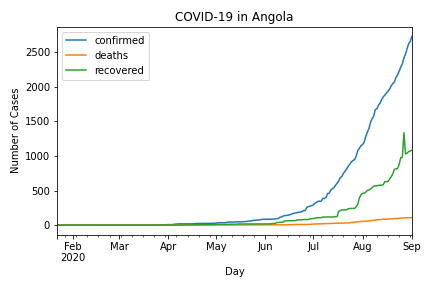 COVID-19 in Angola
confirmed
deaths
recovered
Number of Cases
2500
2000
1500
1000
500
0
Feb Mar Apr May Jun Jul Aug Sep
2020
Day